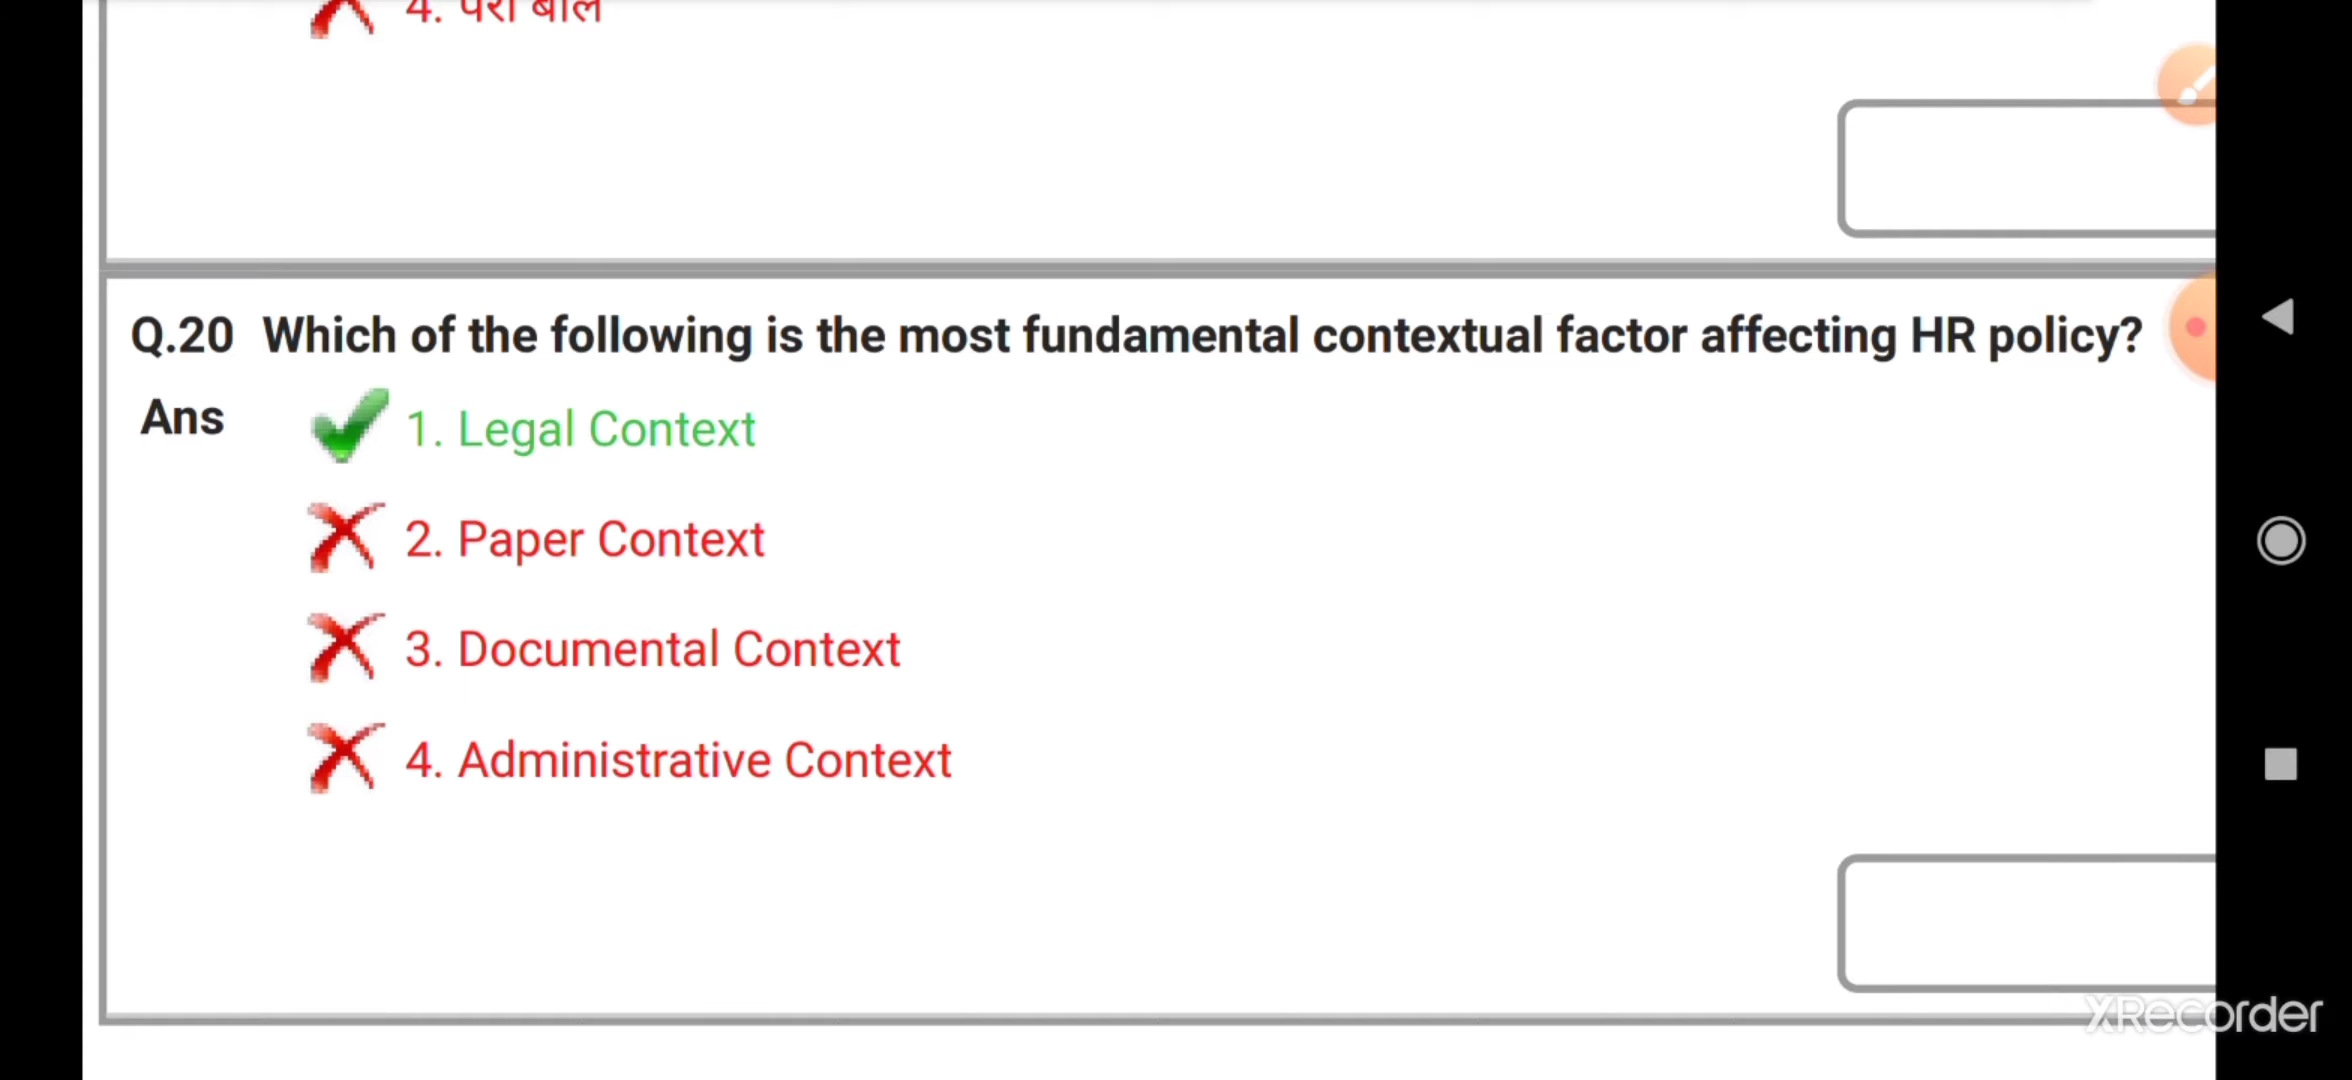 4. परा बोले
Q.20 Which of the following is the most fundamental contextual factor affecting HR policy?
Ans 1. Legal Context
2. Paper Context
3. Documental Context
4. Administrative Context
XRecorder